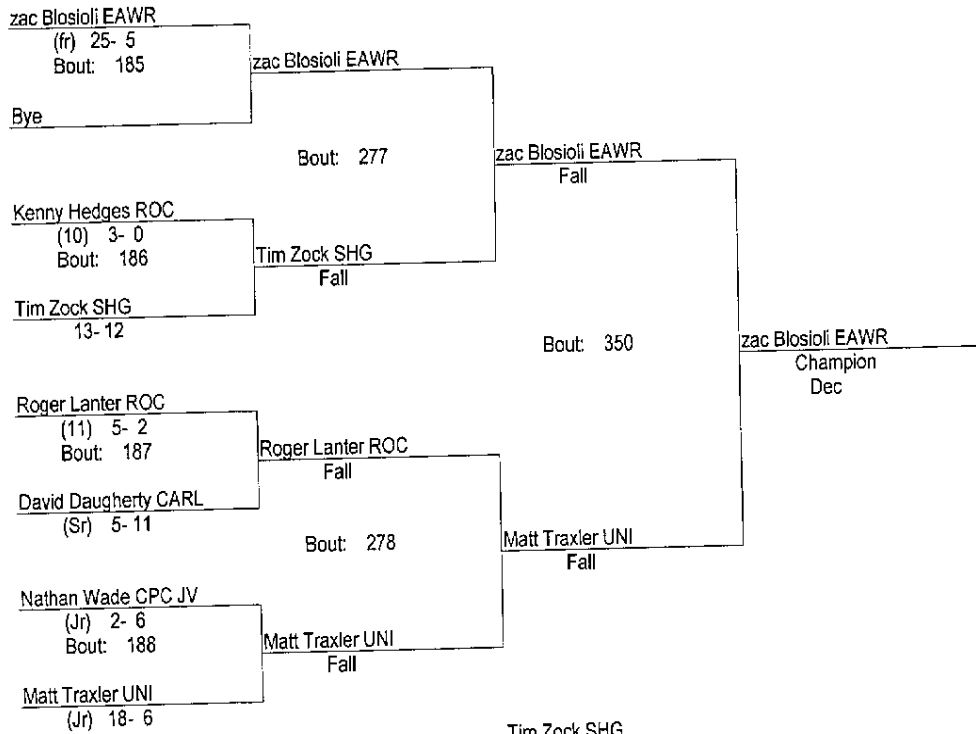 zac Blosioli EAWR
(fr) 25- 5
Bout: 185
zac Blosioli EAWR
Bye
Bout: 277
zac Blosioli EAWR
Fall
Kenny Hedges ROC
(10) 3- 0
Bout: 186
Tim Zock SHG
Fall
Tim Zock SHG
13- 12
Bout: 350
zac Blosioli EAWR
Champion
Dec
Roger Lanter ROC
(11) 5- 2
Bout: 187
Roger Lanter ROC
Fall
David Daugherty CARL
(Sr) 5- 11
Bout: 278
Matt Traxler UNI
Fall
Nathan Wade CPC JV
(Jr) 2- 6
Bout: 188
Matt Traxler UNI
Fall
Matt Traxler UNI
(Jr) 18- 6
Tim Zock SHG